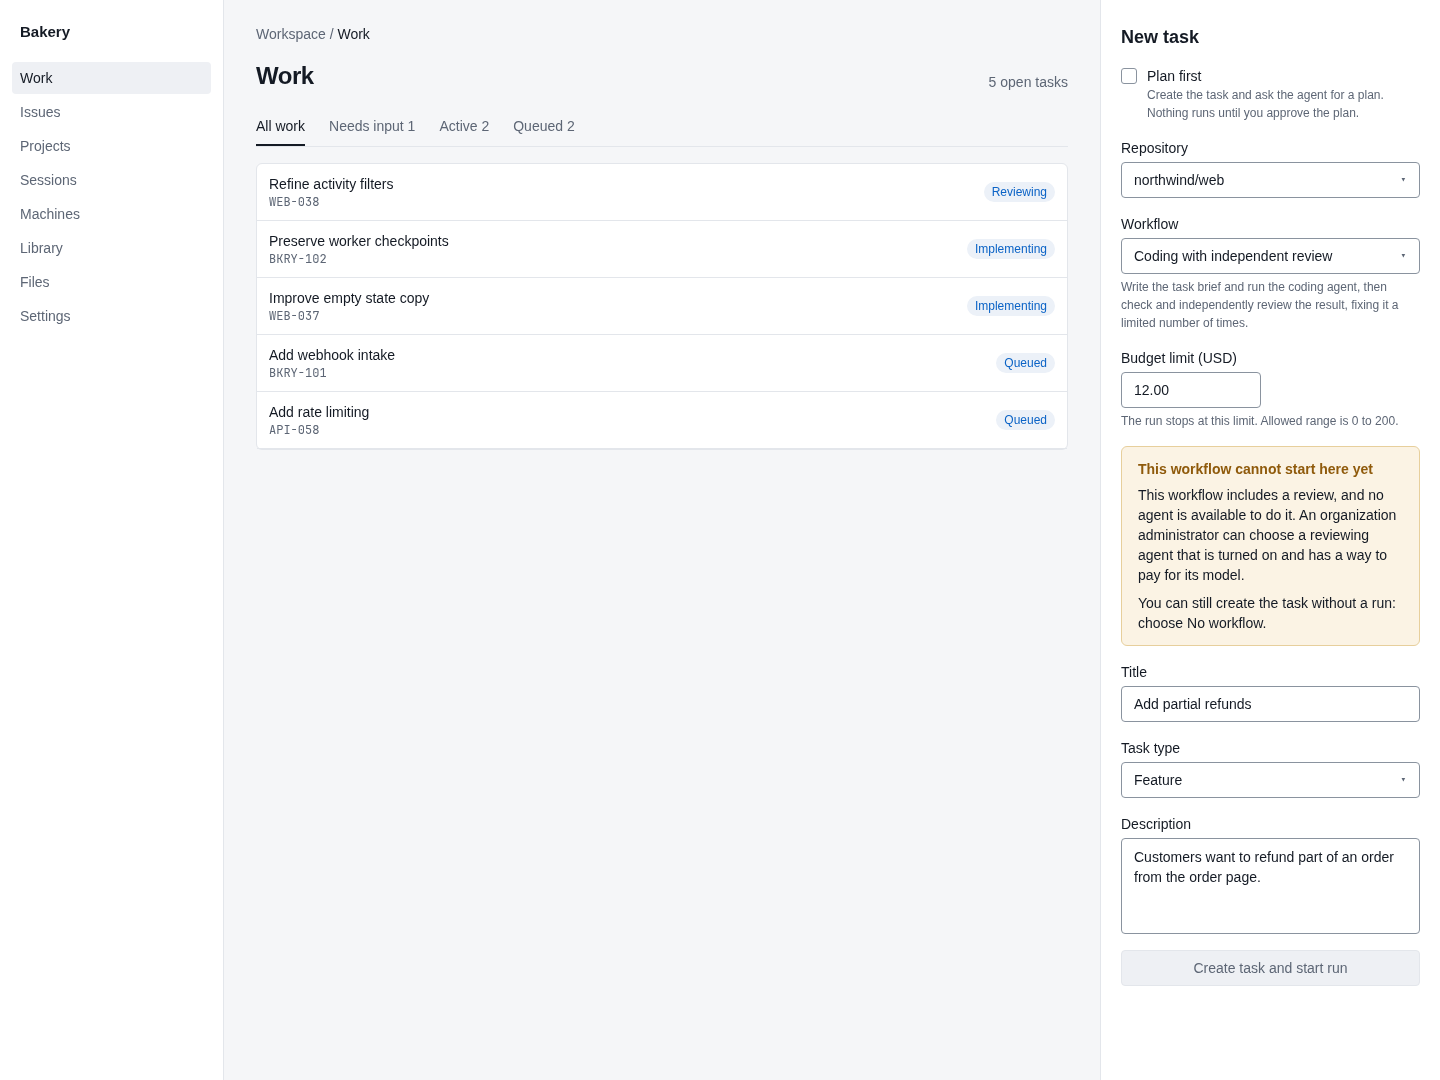 Bakery
Work
Issues
Projects
Sessions
Machines
Library
Files
Settings
Workspace / Work
Work
5 open tasks
All work
Needs input 1
Active 2
Queued 2
Refine activity filters
WEB-038
Reviewing
Preserve worker checkpoints
BKRY-102
Implementing
Improve empty state copy
WEB-037
Implementing
Add webhook intake
BKRY-101
Queued
Add rate limiting
API-058
Queued
New task
Plan first
Create the task and ask the agent for a plan.
Nothing runs until you approve the plan.
Repository
northwind/web
Workflow
Coding with independent review
Write the task brief and run the coding agent, then
check and independently review the result, fixing it a
limited number of times.
Budget limit (USD)
12.00
The run stops at this limit. Allowed range is 0 to 200.
This workflow cannot start here yet
This workflow includes a review, and no
agent is available to do it. An organization
administrator can choose a reviewing
agent that is turned on and has a way to
pay for its model.
You can still create the task without a run:
choose No workflow.
Title
Add partial refunds
Task type
Feature
Description
Customers want to refund part of an order
from the order page.
Create task and start run